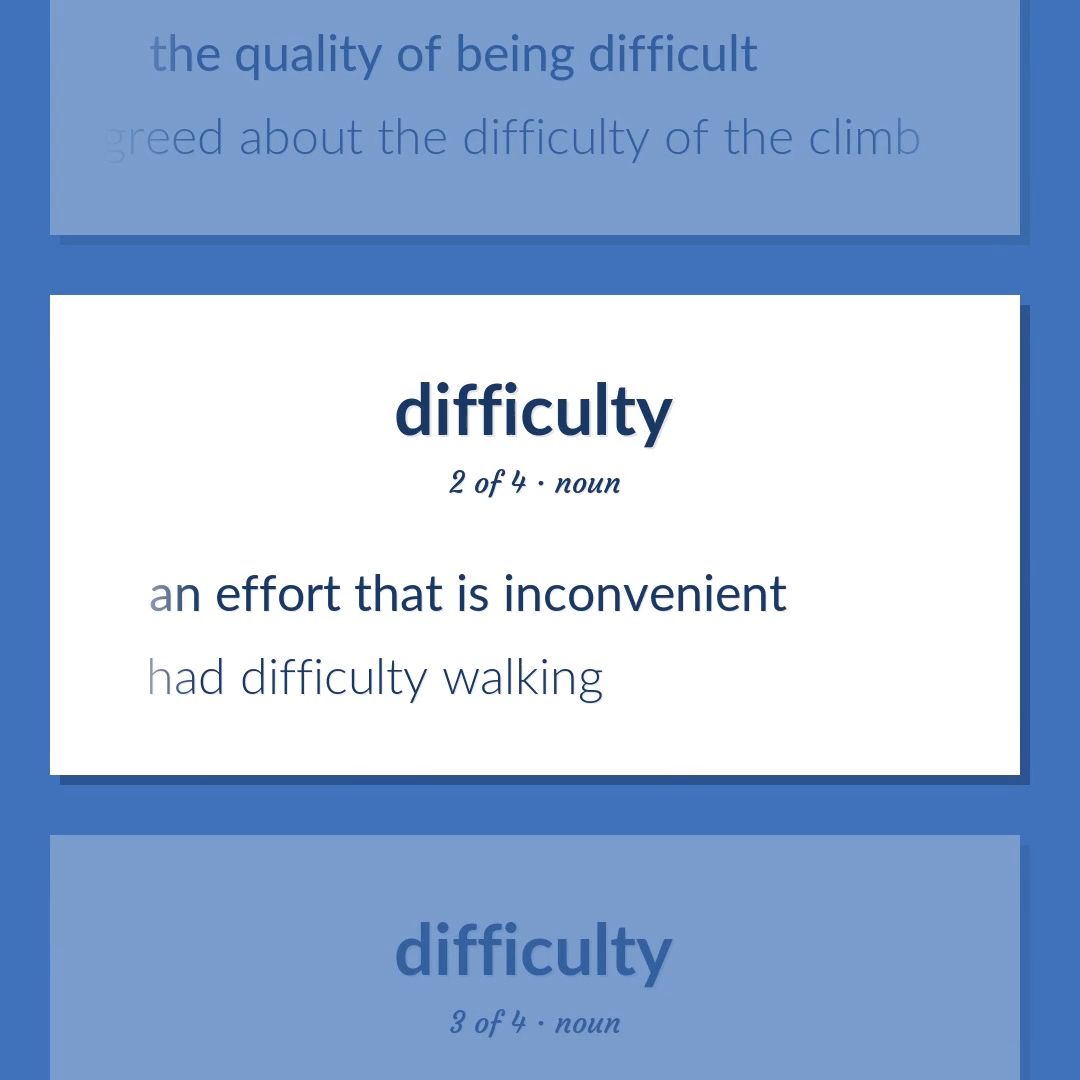 the quality of being difficult
greed about the difficulty of the climb
difficulty
2 of 4 · noun
an effort that is inconvenient
had difficulty walking
difficulty
3 of 4 · noun